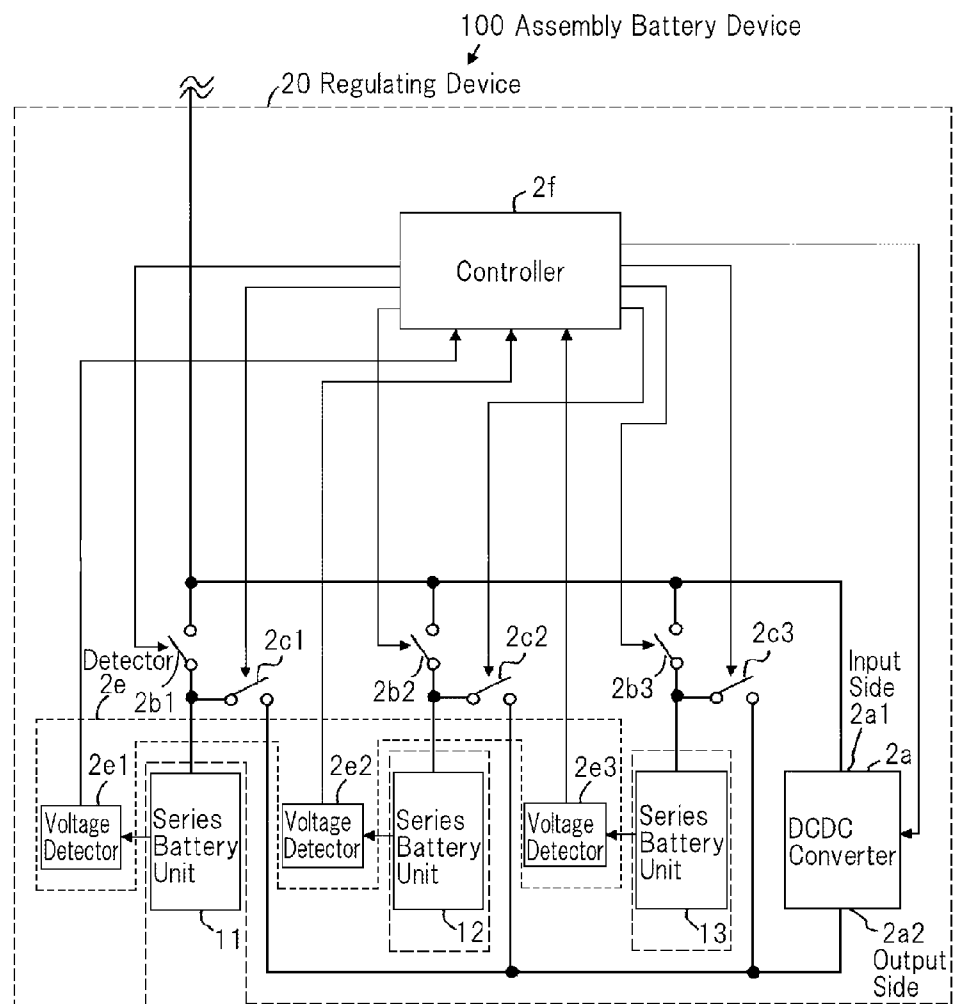 100 Assembly Battery Device
20 Regulating Device
2f
Controller
Detector
2e
2b1
2c1
2b2
2c2
2b3
2c3
Input
Side
2a1
2a
2e1
Voltage
Detector
Series
Battery
Unit
11
2e2
Voltage
Detector
Series
Battery
Unit
12
2e3
Voltage
Detector
Series
Battery
Unit
13
DCDC
Converter
2a2
Output
Side